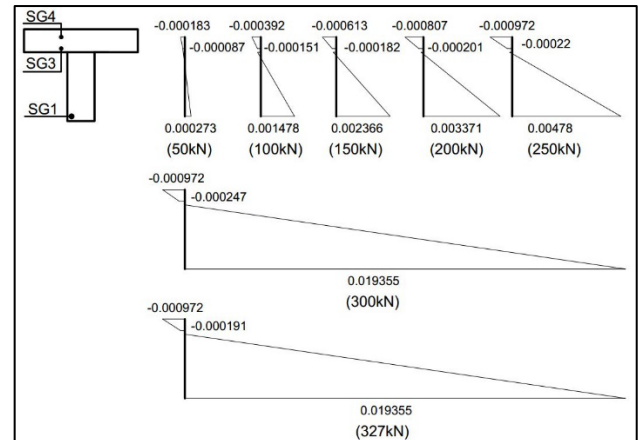 SG4
SG3
SG1
-0.000183 -0.000392 -0.000613 -0.000807 -0.000972
-0.000087 -0.000151 -0.000182 -0.000201 -0.00022
0.000273 0.001478 0.002366 0.003371 0.00478
(50kN) (100kN) (150kN) (200kN) (250kN)
-0.000972
-0.000247
0.019355
(300kN)
-0.000972
-0.000191
0.019355
(327kN)